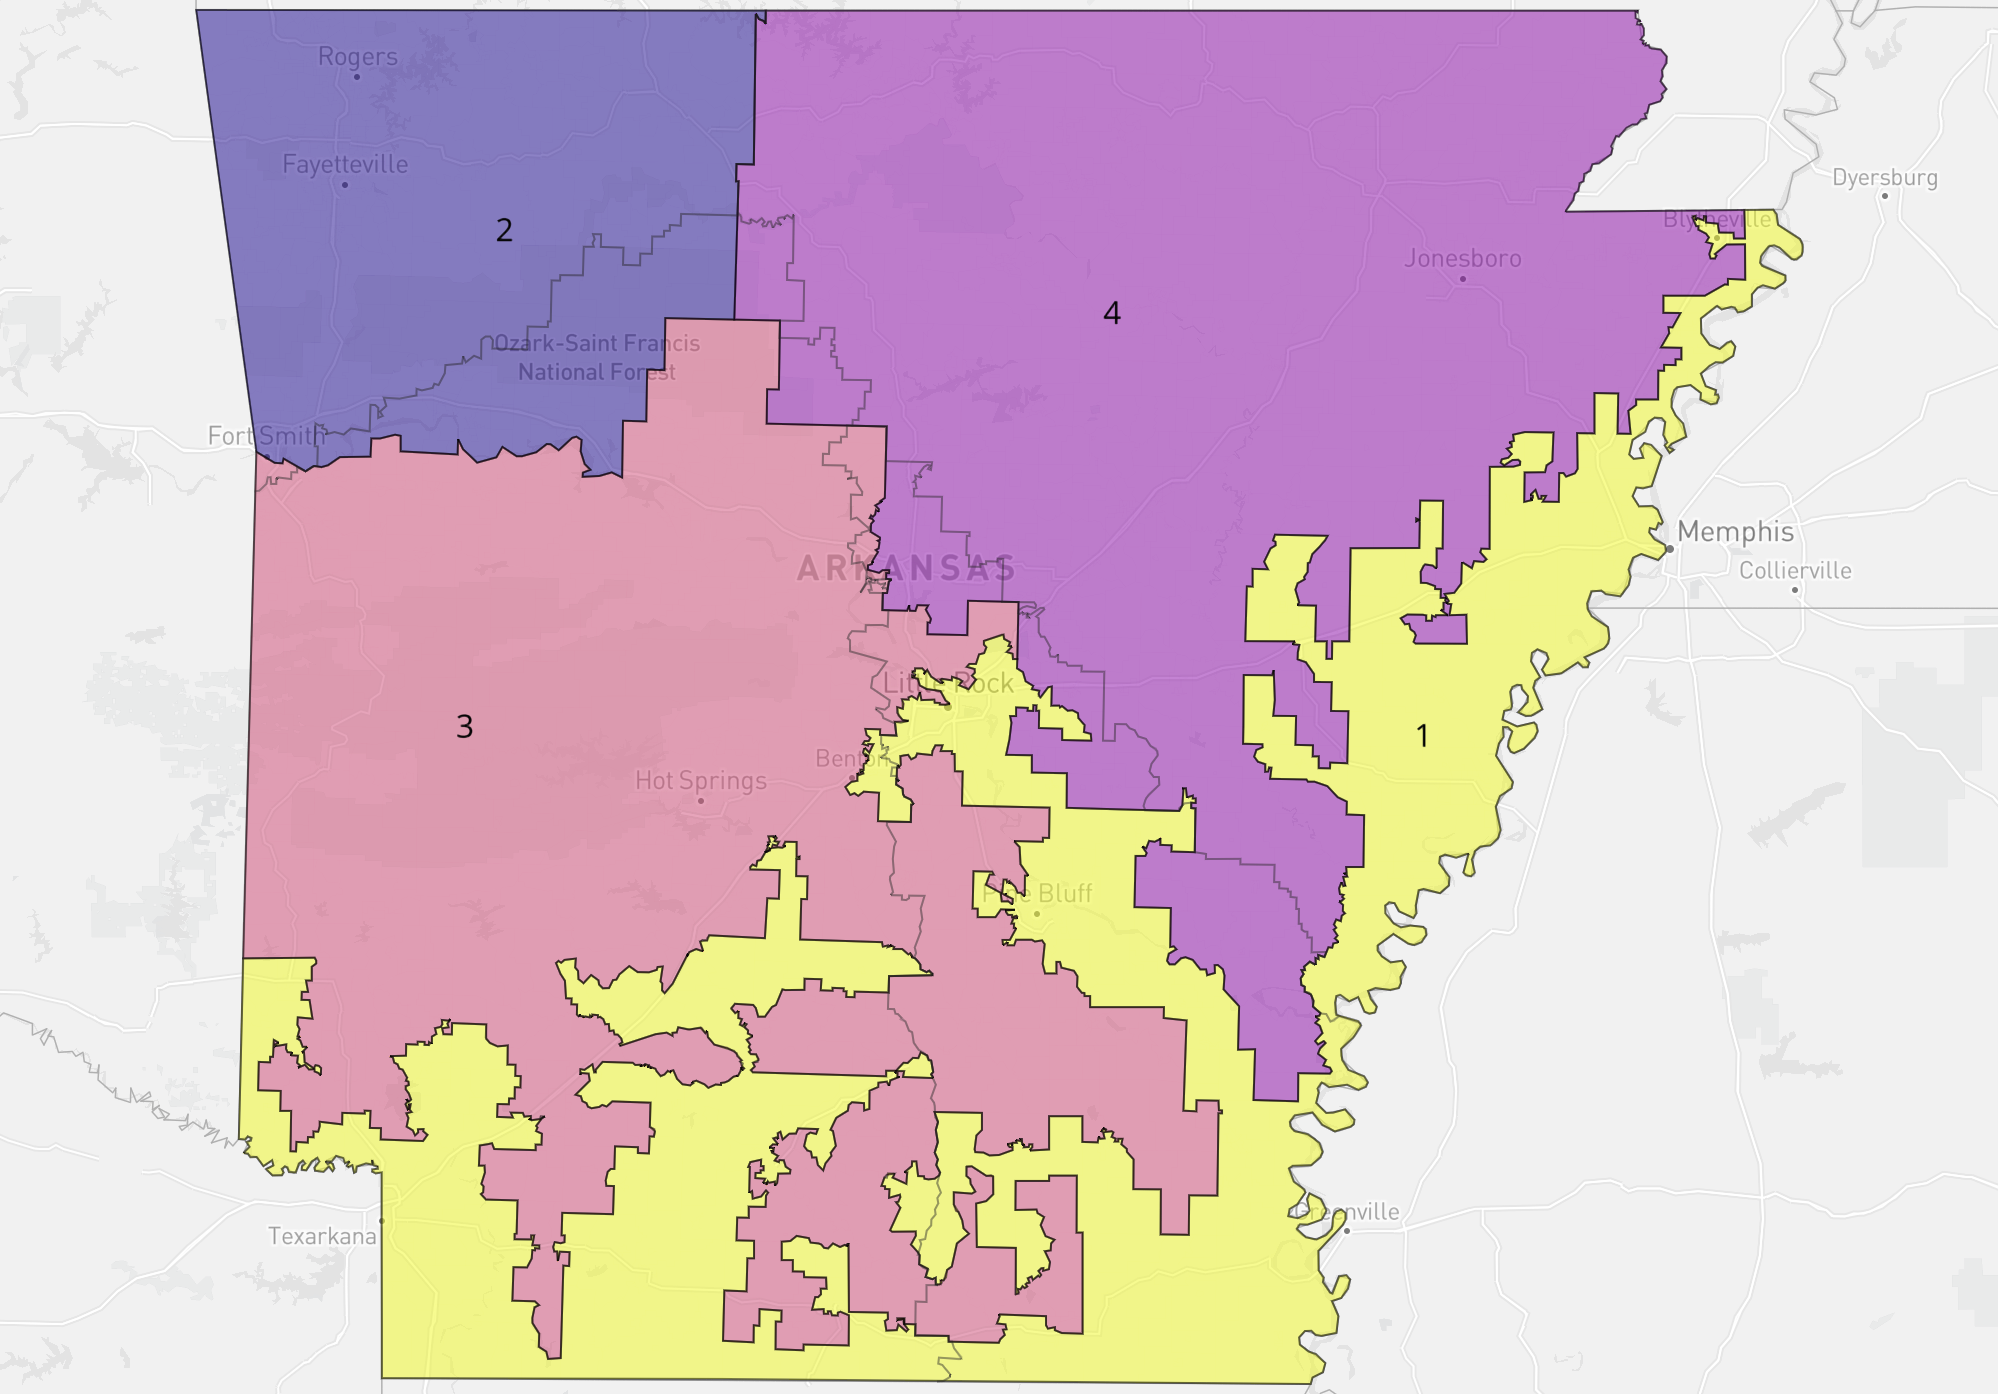 Rogers
Fayetteville
Dyersburg
Blytheville
2
Jonesboro
4
Ozark-Saint Francis
National Forest
Fort Smith
Memphis
ARKANSAS
Collierville
Little Rock
3
1
Benton
Hot Springs
Pine Bluff
Greenville
Texarkana